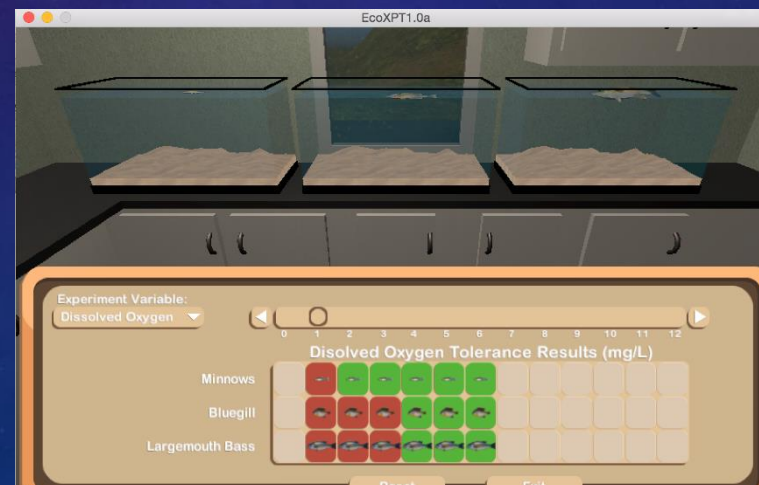 EcoXPT1.0a
Experiment Variable:
Dissolved Oxygen
0 1 2 3 4 5 6 7 8 9 10 11 12
Disolved Oxygen Tolerance Results (mg/L)
Minnows
Bluegill
Largemouth Bass
Reset Exit